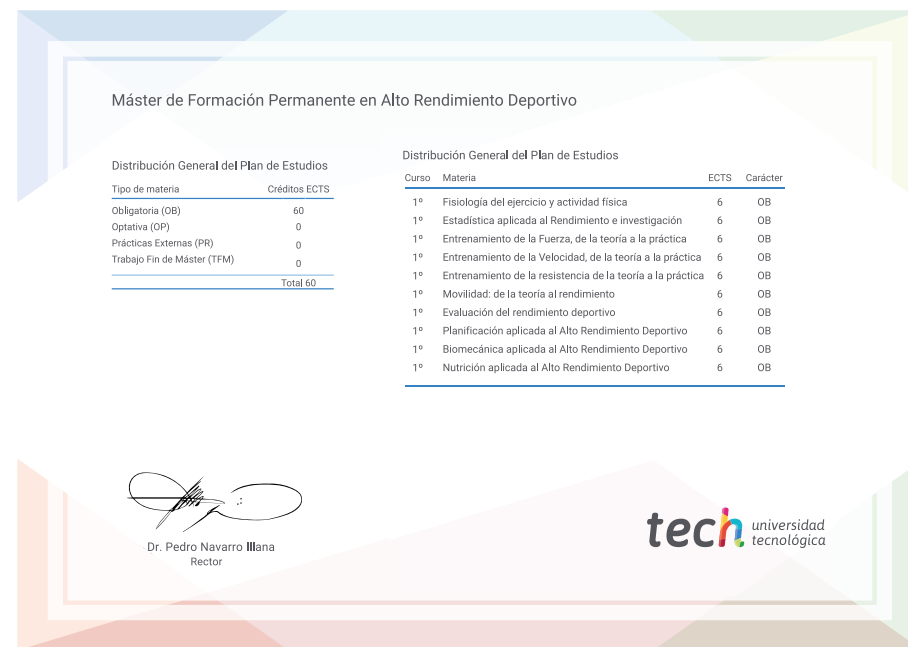 Máster de Formación Permanente en Alto Rendimiento Deportivo
Distribución General del Plan de Estudios
Tipo de materia Créditos ECTS
Obligatoria (OB) 60
Optativa (OP) 0
Prácticas Externas (PR) 0
Trabajo Fin de Máster (TFM) 0
Total 60
Distribución General del Plan de Estudios
Curso Materia ECTS Carácter
1º Fisiología del ejercicio y actividad física 6 OB
1º Estadística aplicada al Rendimiento e investigación 6 OB
1º Entrenamiento de la Fuerza, de la teoría a la práctica 6 OB
1º Entrenamiento de la Velocidad, de la teoría a la práctica 6 OB
1º Entrenamiento de la resistencia de la teoría a la práctica 6 OB
1º Movilidad: de la teoría al rendimiento 6 OB
1º Evaluación del rendimiento deportivo 6 OB
1º Planificación aplicada al Alto Rendimiento Deportivo 6 OB
1º Biomecánica aplicada al Alto Rendimiento Deportivo 6 OB
1º Nutrición aplicada al Alto Rendimiento Deportivo 6 OB
Dr. Pedro Navarro Illana
Rector
tech universidad
tecnológica